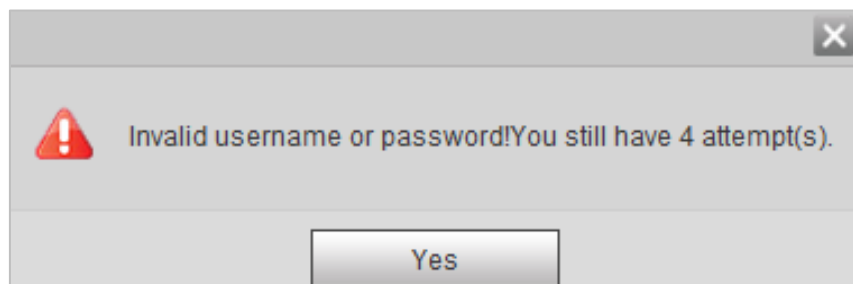 Invalid username or password!You still have 4 attempt(s).
Yes